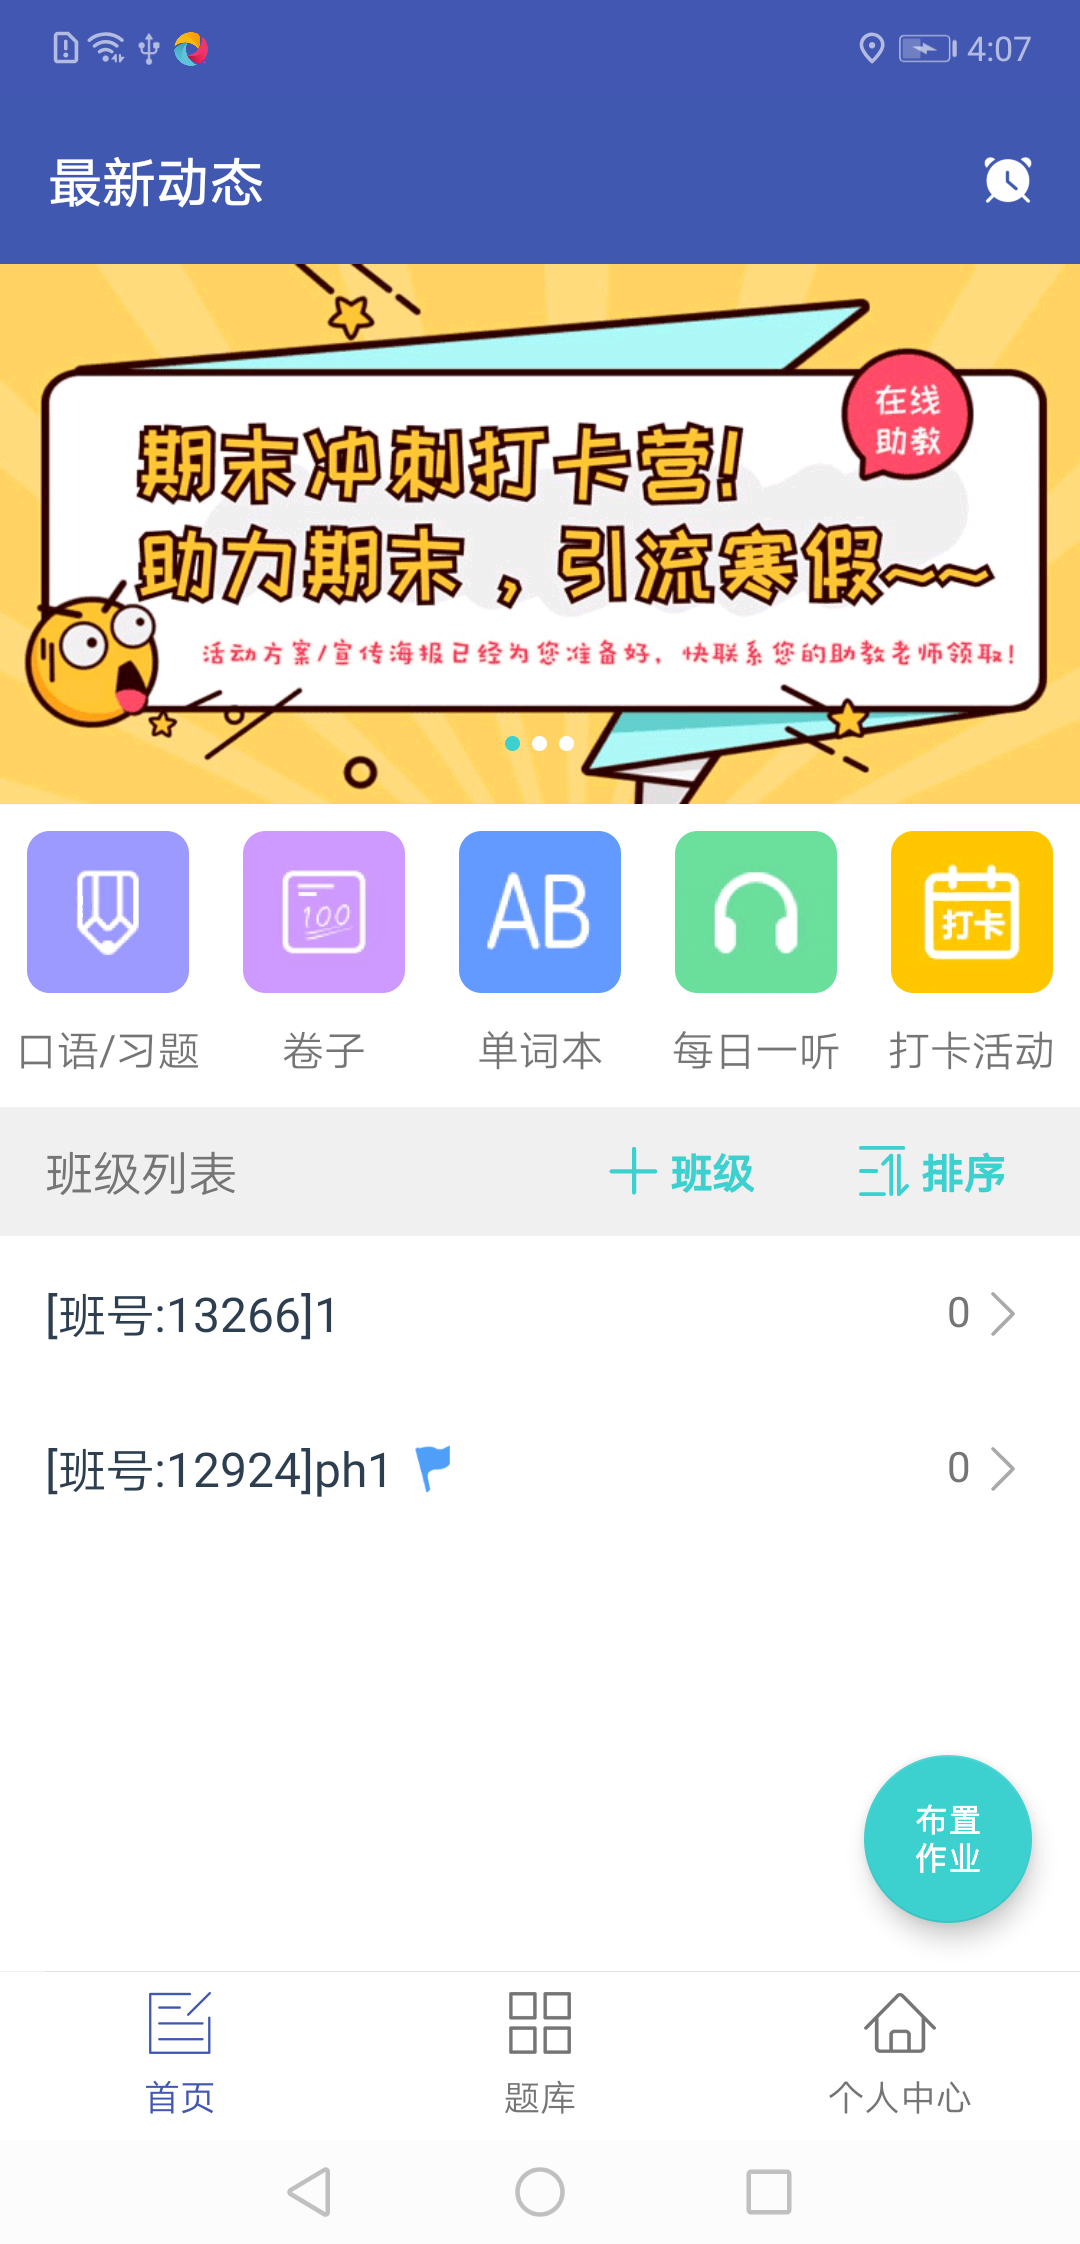 4:07
最新动态
在线
助教
期末冲刺打卡营!
助力期末，引流寒假~~
活动方案/宣传海报已经为您准备好，快联系您的助教老师领取!
100
AB
打卡
口语/习题
卷子
单词本
每日一听
打卡活动
班级列表
班级
排序
[班号:13266]1
0
[班号:12924]ph1
0
布置
作业
首页
题库
个人中心